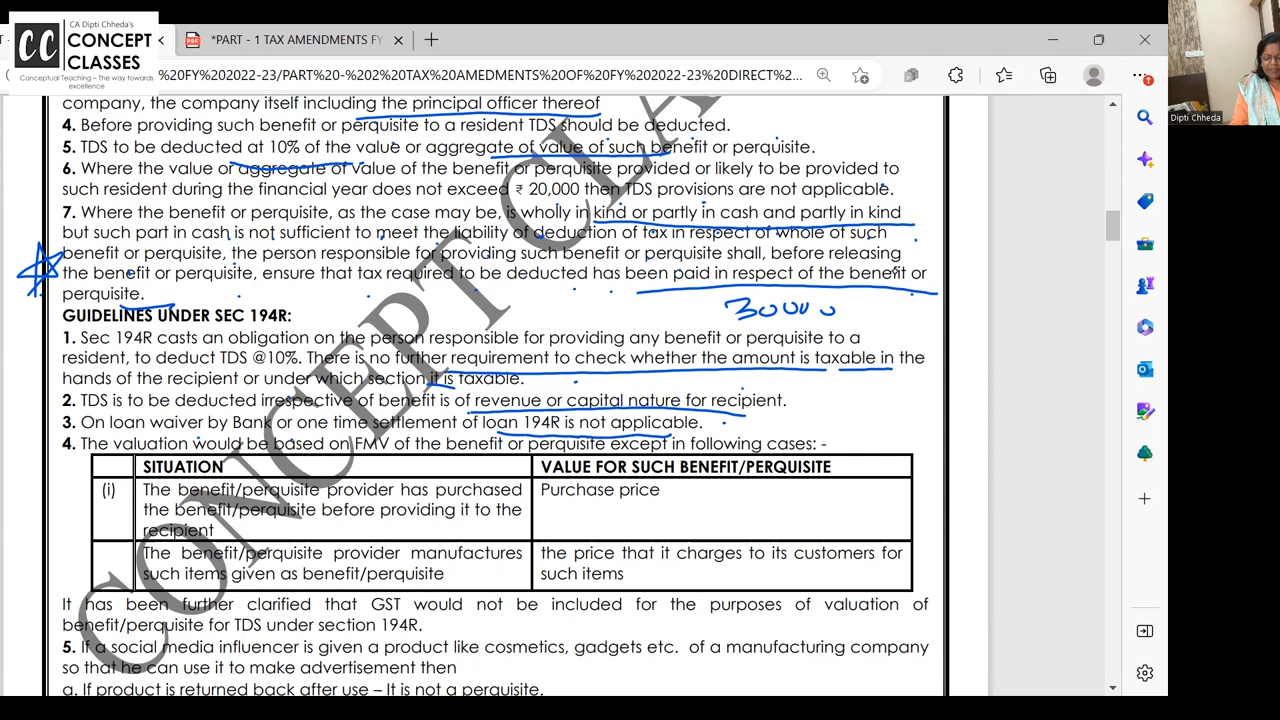 CA Dipti Chheda's
CONCEPT
CLASSES
Conceptual Teaching – The way towards
excellence
*PART - 1 TAX AMENDMENTS FY
%20FY%202022-23/PART%20-%202%20TAX%20AMEDMENTS%20OF%20FY%202022-23%20DIRECT%2...
Dipti Chheda
company, the company itself including the principal officer thereof
4. Before providing such benefit or perquisite to a resident TDS should be deducted.
5. TDS to be deducted at 10% of the value or aggregate of value of such benefit or perquisite.
6. Where the value or aggregate of value of the benefit or perquisite provided or likely to be provided to
such resident during the financial year does not exceed ₹ 20,000 then TDS provisions are not applicable.
7. Where the benefit or perquisite, as the case may be, is wholly in kind or partly in cash and partly in kind
but such part in cash is not sufficient to meet the liability of deduction of tax in respect of whole of such
benefit or perquisite, the person responsible for providing such benefit or perquisite shall, before releasing
the benefit or perquisite, ensure that tax required to be deducted has been paid in respect of the benefit or
perquisite.
30000
GUIDELINES UNDER SEC 194R:
1. Sec 194R casts an obligation on the person responsible for providing any benefit or perquisite to a
resident, to deduct TDS @10%. There is no further requirement to check whether the amount is taxable in the
hands of the recipient or under which section it is taxable.
2. TDS is to be deducted irrespective of benefit is of revenue or capital nature for recipient.
3. On loan waiver by Bank or one time settlement of loan 194R is not applicable.
4. The valuation would be based on FMV of the benefit or perquisite except in following cases: -
SITUATION VALUE FOR SUCH BENEFIT/PERQUISITE
(i) The benefit/perquisite provider has purchased Purchase price
the benefit/perquisite before providing it to the
recipient
The benefit/perquisite provider manufactures the price that it charges to its customers for
such items given as benefit/perquisite such items
It has been further clarified that GST would not be included for the purposes of valuation of
benefit/perquisite for TDS under section 194R.
5. If a social media influencer is given a product like cosmetics, gadgets etc. of a manufacturing company
so that he can use it to make advertisement then
a. If product is returned back after use – It is not a perquisite.
CONCEPT CLA